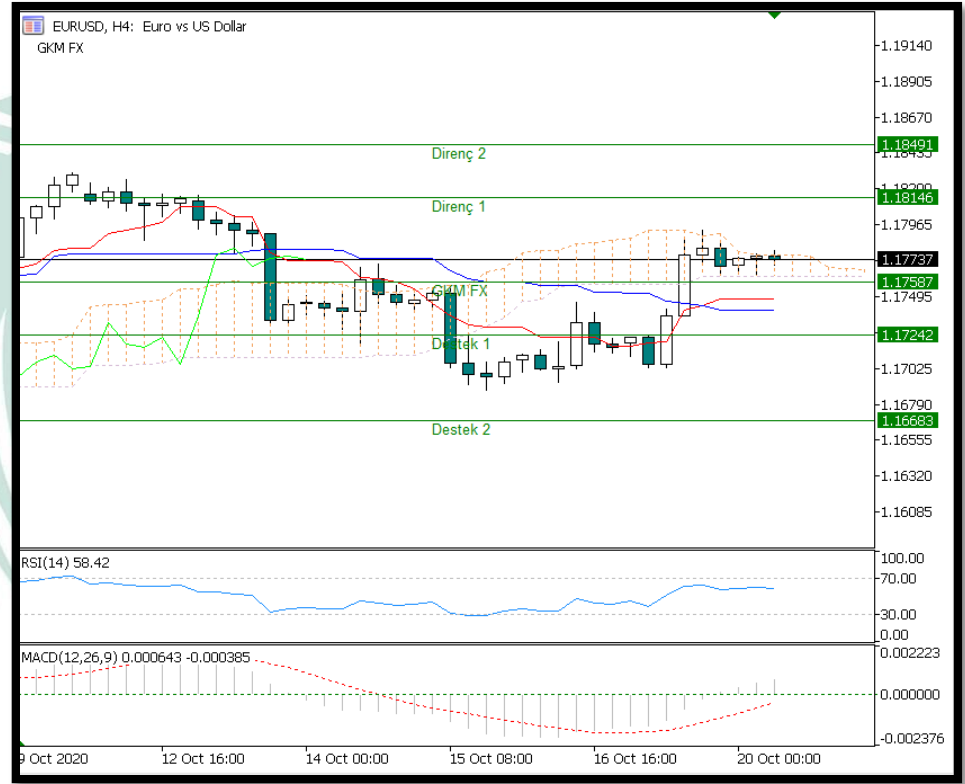 EURUSD, H4: Euro vs US Dollar
GKM FX
1.19140
1.18905
1.18670
1.18491
1.18435
Direnç 2
1.18200
1.18146
Direnç 1
1.17965
1.17737
1.17587
GKM FX
1.17495
1.17242
Destek 1
1.17025
1.16790
1.16683
Destek 2
1.16555
1.16320
1.16085
RSI(14) 58.42
100.00
70.00
30.00
0.00
MACD(12,26,9) 0.000643 -0.000385
0.002223
0.000000
-0.002376
9 Oct 2020 12 Oct 16:00 14 Oct 00:00 15 Oct 08:00 16 Oct 16:00 20 Oct 00:00